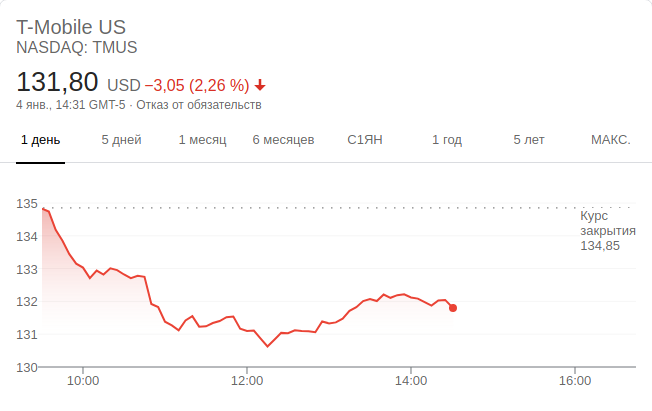 T-Mobile US
NASDAQ: TMUS
131,80 USD −3,05 (2,26 %)
4 янв., 14:31 GMT-5 · Отказ от обязательств
1 день 5 дней 1 месяц 6 месяцев С1ЯН 1 год 5 лет МАКС.
135
Курс
закрытия
134,85
134
133
132
131
130
10:00 12:00 14:00 16:00